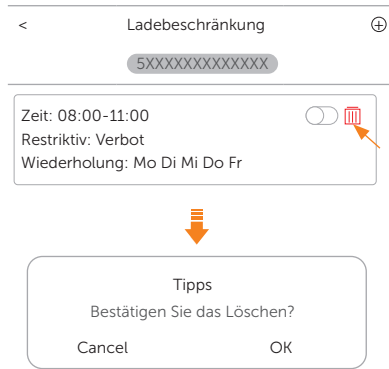 < Ladebeschränkung
5XXXXXXXXXXXXX
Zeit: 08:00-11:00
Restriktiv: Verbot
Wiederholung: Mo Di Mi Do Fr
Tipps
Bestätigen Sie das Löschen?
Cancel OK